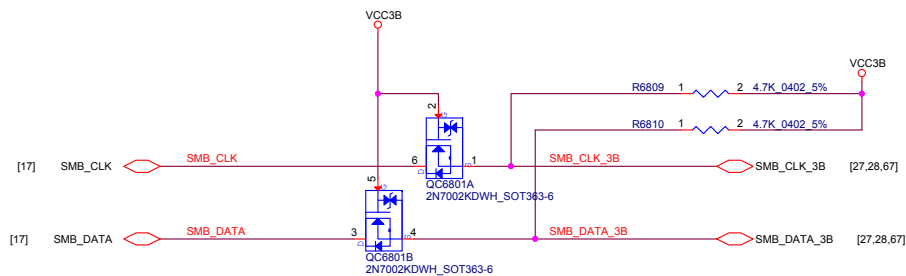 VCC3B
VCC3B
R6809 1 2 4.7K_0402_5%
2 G
R6810 1 2 4.7K_0402_5%
[17] SMB_CLK SMB_CLK 6 D S 1 SMB_CLK_3B SMB_CLK_3B [27,28,67]
5 G
QC6801A
2N7002KDWH_SOT363-6
[17] SMB_DATA SMB_DATA 3 D S 4 SMB_DATA_3B SMB_DATA_3B [27,28,67]
QC6801B
2N7002KDWH_SOT363-6